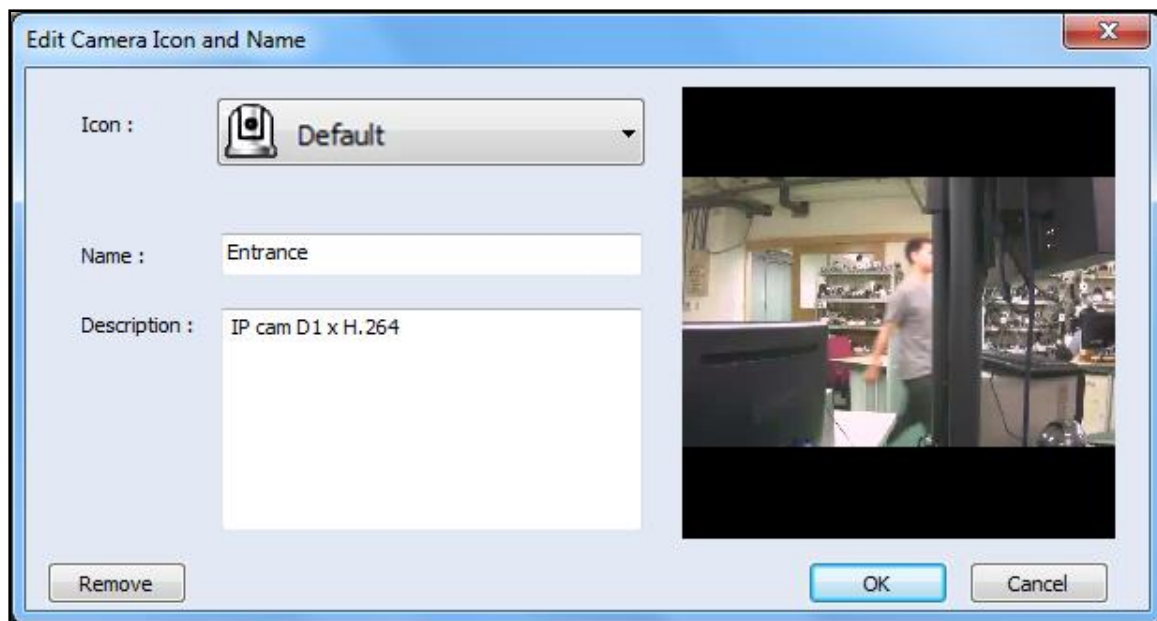 Edit Camera Icon and Name
Icon :
Default
Name :
Entrance
Description :
IP cam D1 x H.264
Remove
OK
Cancel